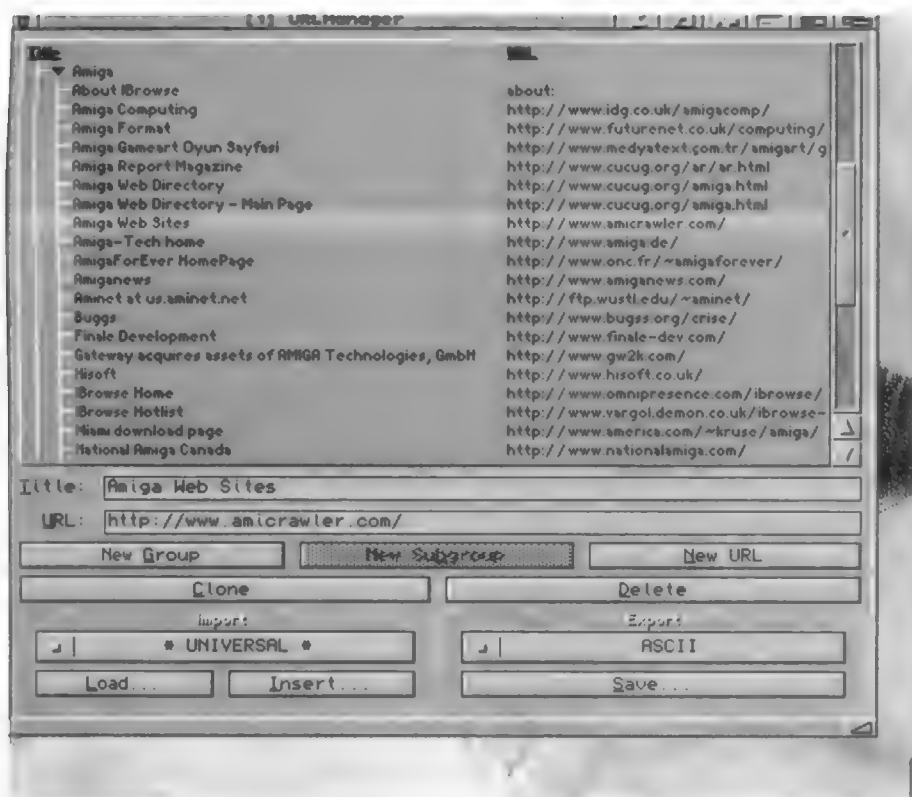 [1] URLManager
Title URL
Amiga
About IBrowse about:
Amiga Computing http://www.idg.co.uk/amigacomp/
Amiga Format http://www.futurenet.co.uk/computing/
Amiga Gameart Oyun Sayfasi http://www.medyatext.com.tr/amigart/g
Amiga Report Magazine http://www.cucug.org/ar/ar.html
Amiga Web Directory http://www.cucug.org/amiga.html
Amiga Web Directory - Main Page http://www.cucug.org/amiga.html
Amiga Web Sites http://www.amicrawler.com/
Amiga-Tech home http://www.amiga.de/
AmigaForEver HomePage http://www.onc.fr/~amigaforever/
Amiganews http://www.amiganews.com/
Aminet at us.aminet.net http://ftp.wustl.edu/~aminet/
Buggs http://www.bugss.org/crise/
Finale Development http://www.finale-dev.com/
Gateway acquires assets of AMIGA Technologies, GmbH http://www.gw2k.com/
Hisoft http://www.hisoft.co.uk/
IBrowse Home http://www.omnipresence.com/ibrowse/
IBrowse Hotlist http://www.vargol.demon.co.uk/ibrowse-
Miami download page http://www.america.com/~kruse/amiga/
National Amiga Canada http://www.nationalamiga.com/
Title: Amiga Web Sites
URL: http://www.amicrawler.com/
New Group New Subgroup New URL
Clone Delete
Import Export
* UNIVERSAL * ASCII
Load... Insert... Save...